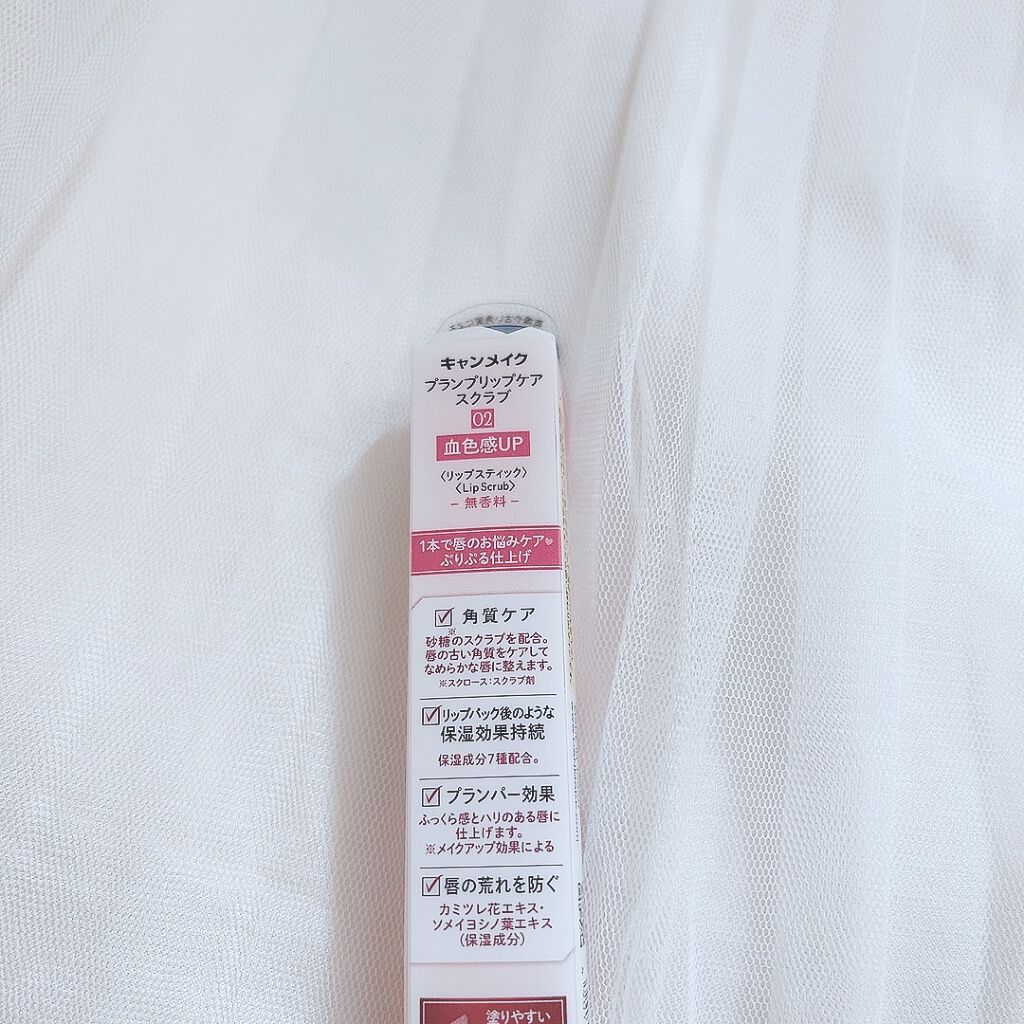 キャンメイク
プランプリップケア
スクラブ
02
血色感UP
〈リップスティック〉
〈Lip Scrub〉
− 無香料 −
1本で唇のお悩みケア♥
ぷりぷる仕上げ
☑ 角質ケア
砂糖※のスクラブを配合。
唇の古い角質をケアして
なめらかな唇に整えます。
※スクロース：スクラブ剤
☑リップパック後のような
保湿効果持続
保湿成分7種配合。
☑ プランパー効果
ふっくら感とハリのある唇に
仕上げます。
※メイクアップ効果による
☑唇の荒れを防ぐ
カミツレ花エキス・
ソメイヨシノ葉エキス
（保湿成分）
塗りやすい